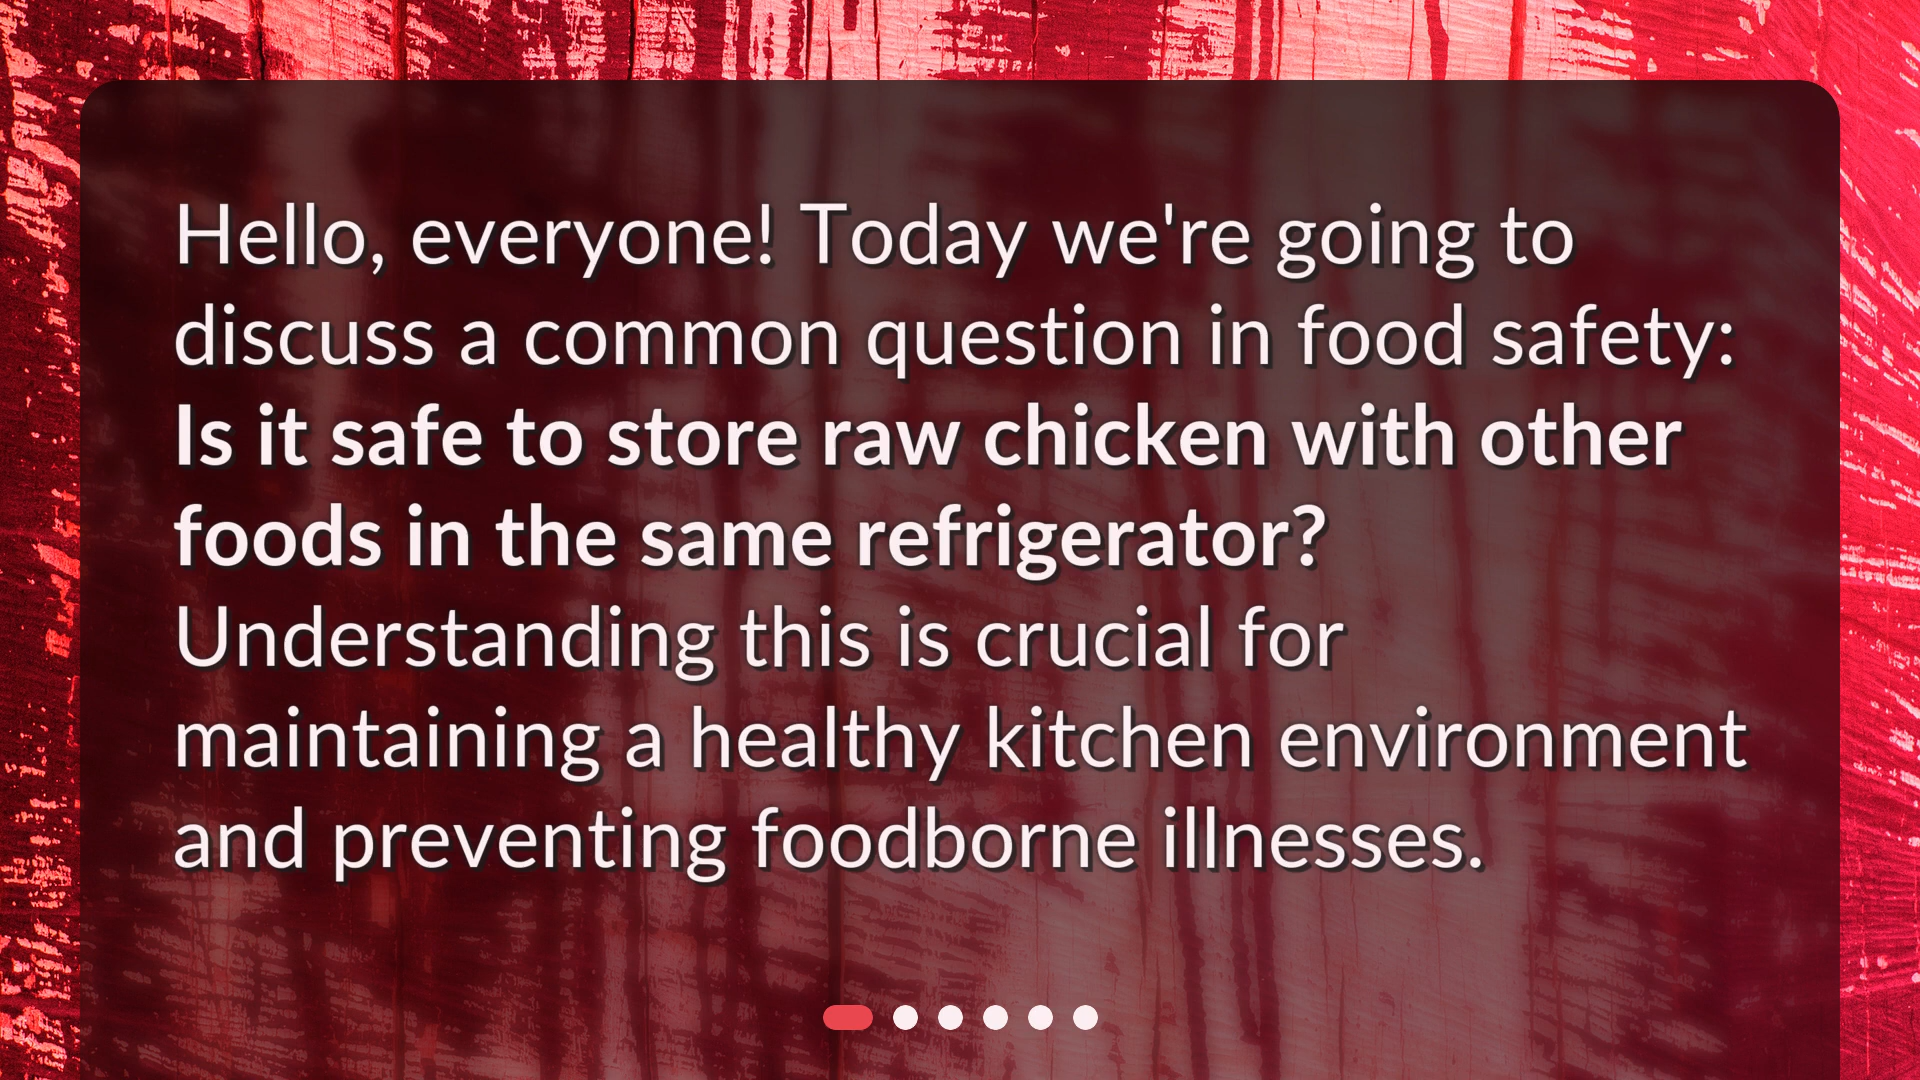 Hello, everyone! Today we're going to
discuss a common question in food safety:
Is it safe to store raw chicken with other
foods in the same refrigerator?
Understanding this is crucial for
maintaining a healthy kitchen environment
and preventing foodborne illnesses.